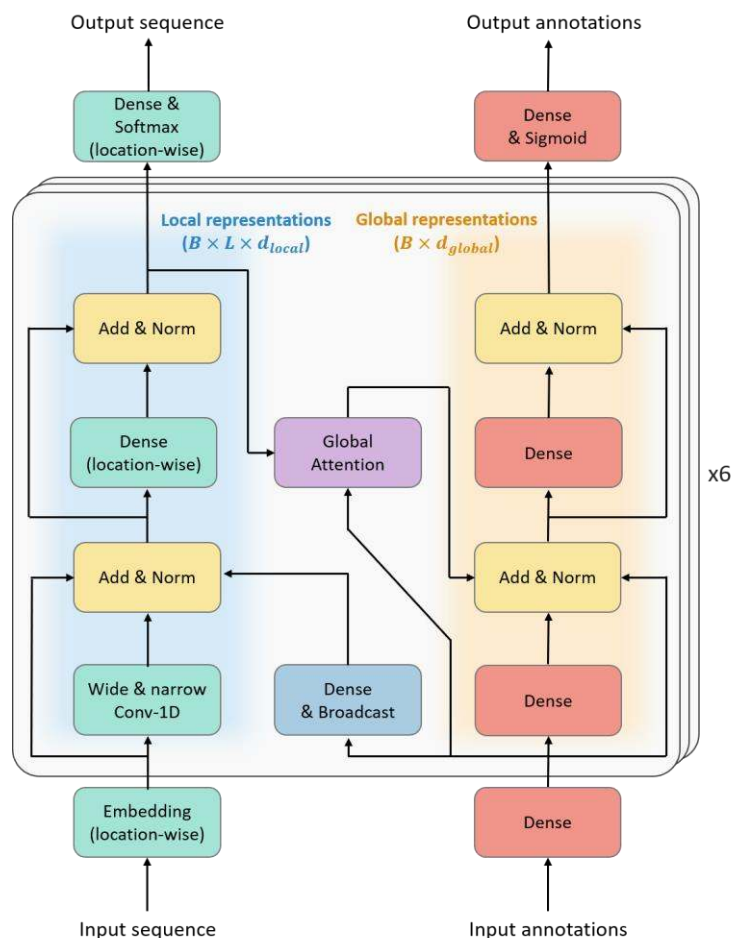 Output sequence
Output annotations
Dense &
Softmax
(location-wise)
Dense
& Sigmoid
Local representations
(B × L × d_local)
Global representations
(B × d_global)
Add & Norm
Add & Norm
Dense
(location-wise)
Global
Attention
Dense
x6
Add & Norm
Add & Norm
Wide & narrow
Conv-1D
Dense
& Broadcast
Dense
Embedding
(location-wise)
Dense
Input sequence
Input annotations